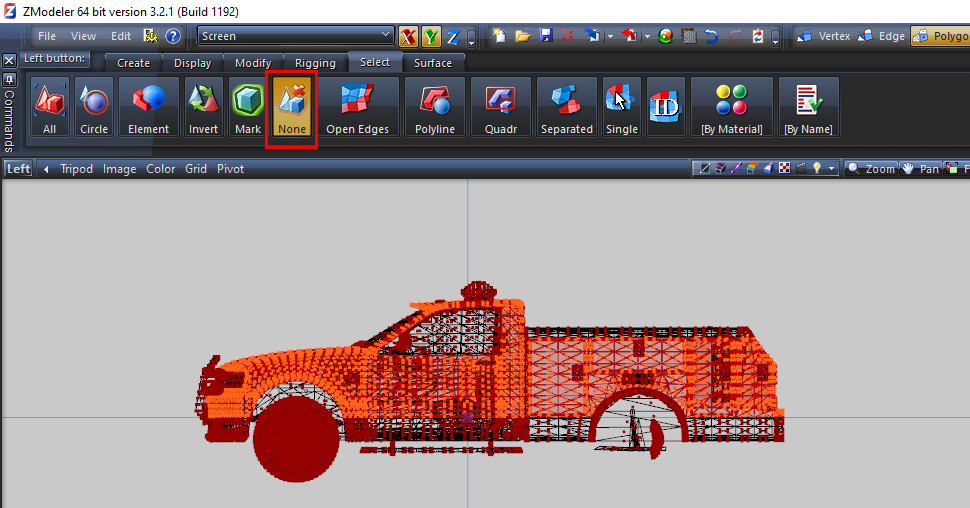 ZModeler 64 bit version 3.2.1 (Build 1192)
File View Edit ? Screen X Y Z Vertex Edge Polygo
Left button: Create Display Modify Rigging Select Surface
Commands
ID
All Circle Element Invert Mark None Open Edges Polyline Quadr Separated Single [By Material] [By Name]
Left Tripod Image Color Grid Pivot Zoom Pan F